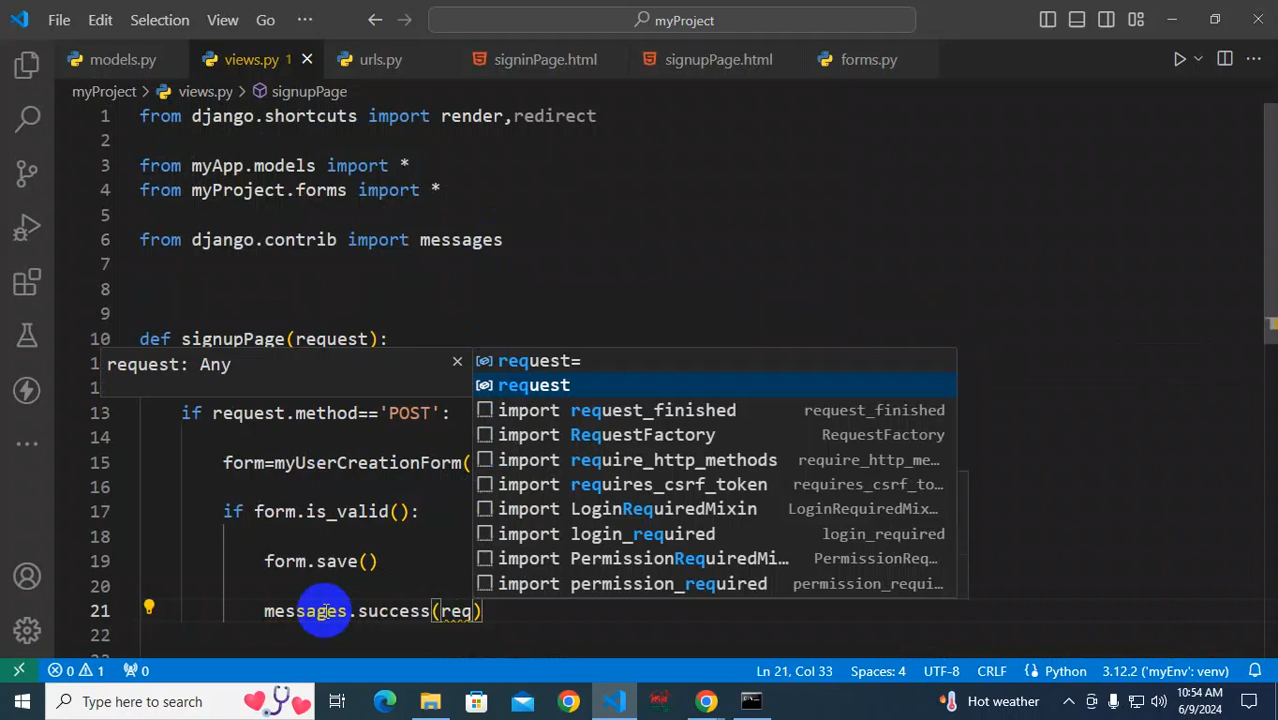 File Edit Selection View Go ··· myProject
models.py views.py 1 urls.py signinPage.html signupPage.html forms.py
myProject > views.py > signupPage
1 from django.shortcuts import render,redirect
2
3 from myApp.models import *
4 from myProject.forms import *
5
6 from django.contrib import messages
7
8
9
10 def signupPage(request):
request: Any
request=
request
import request_finished request_finished
import RequestFactory RequestFactory
import require_http_methods require_http_me…
import requires_csrf_token requires_csrf_to…
import LoginRequiredMixin LoginRequiredMix…
import login_required login_required
import PermissionRequiredMi… PermissionReq…
import permission_required permission_requi…
13 if request.method=='POST':
14
15 form=myUserCreationForm(
16
17 if form.is_valid():
18
19 form.save()
20
21 messages.success(req)
22
0 1 0 Ln 21, Col 33 Spaces: 4 UTF-8 CRLF Python 3.12.2 ('myEnv': venv)
Type here to search Hot weather 10:54 AM
6/9/2024